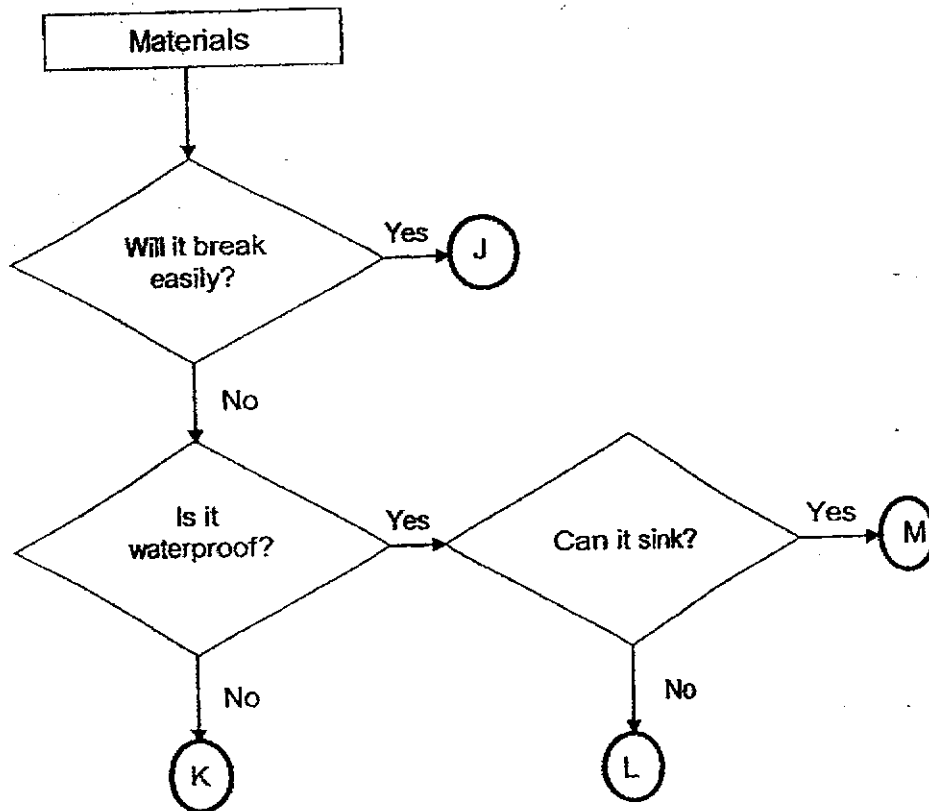 Materials
Will it break
easily?
Yes
J
No
Is it
waterproof?
Yes
Can it sink?
Yes
M
No
K
No
L